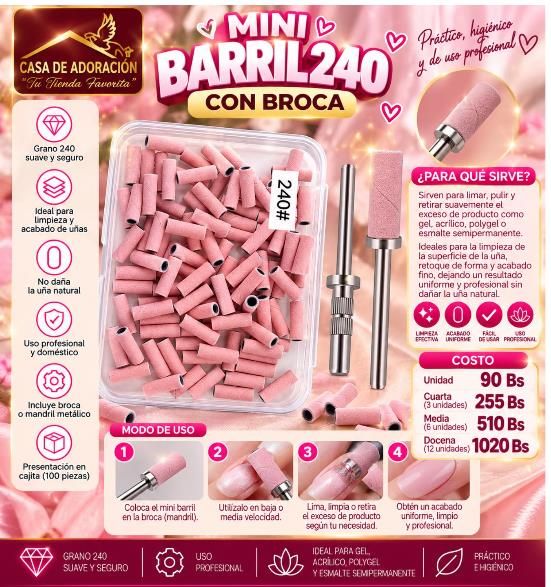 CASA DE ADORACIÓN
"Tu Tienda Favorita"
MINI
BARRIL 240
CON BROCA
Práctico, higiénico
y de uso profesional
Grano 240
suave y seguro
Ideal para
limpieza y
acabado de uñas
No daña
la uña natural
Uso profesional
y doméstico
Incluye broca
o mandril metálico
Presentación en
cajita (100 piezas)
240#
¿PARA QUÉ SIRVE?
Sirven para limar, pulir y
retirar suavemente el
exceso de producto como
gel, acrílico, polygel o
esmalte semipermanente.
Ideales para la limpieza de
la superficie de la uña,
retoque de forma y acabado
fino, dejando un resultado
uniforme y profesional sin
dañar la uña natural.
LIMPIEZA
EFECTIVA
ACABADO
UNIFORME
FÁCIL
DE USAR
USO
PROFESIONAL
COSTO
Unidad 90 Bs
Cuarta 255 Bs
(3 unidades)
Media 510 Bs
(6 unidades)
Docena 1020 Bs
(12 unidades)
MODO DE USO
1
Coloca el mini barril
en la broca (mandril).
2
Utilízalo en baja o
media velocidad.
3
Lima, limpia o retira
el exceso de producto
según tu necesidad.
4
Obtén un acabado
uniforme, limpio
y profesional.
GRANO 240
SUAVE Y SEGURO
USO
PROFESIONAL
IDEAL PARA GEL,
ACRÍLICO, POLYGEL
Y ESMALTE SEMIPERMANENTE
PRÁCTICO
E HIGIÉNICO